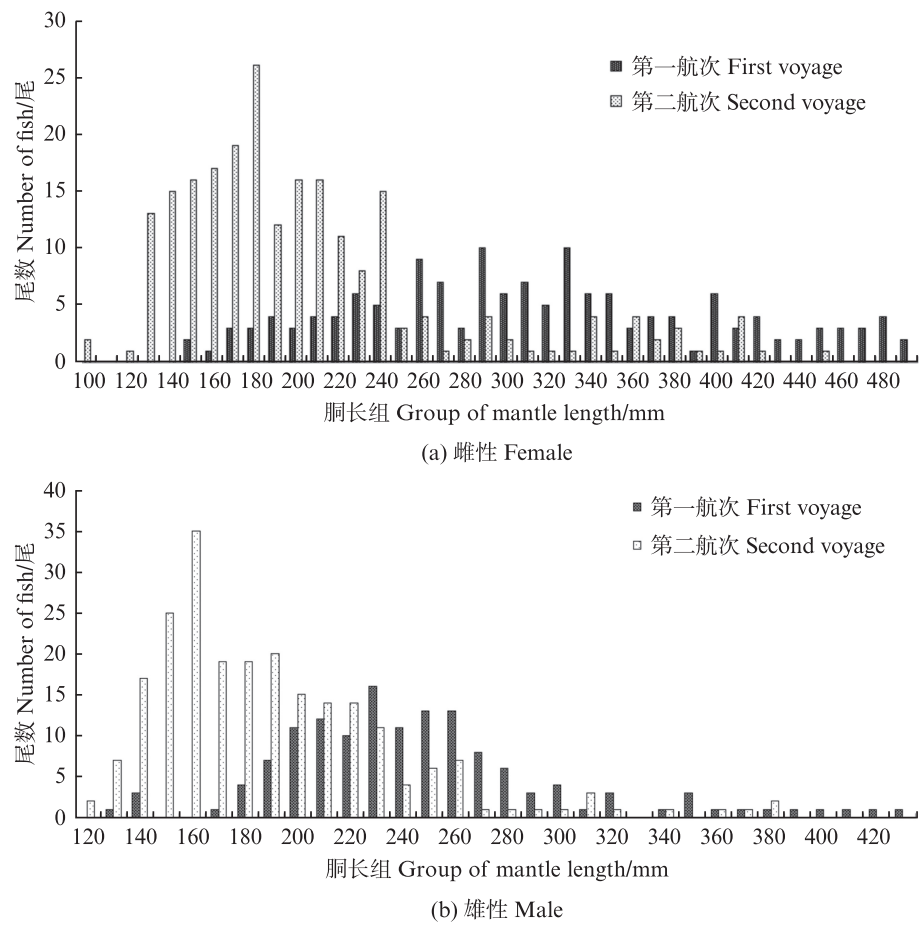 30
25
20
15
10
5
0
尾数 Number of fish/尾
第一航次 First voyage
第二航次 Second voyage
100 120 140 160 180 200 220 240 260 280 300 320 340 360 380 400 420 440 460 480
胴长组 Group of mantle length/mm
(a) 雌性 Female
40
35
30
25
20
15
10
5
0
尾数 Number of fish/尾
第一航次 First voyage
第二航次 Second voyage
120 140 160 180 200 220 240 260 280 300 320 340 360 380 400 420
胴长组 Group of mantle length/mm
(b) 雄性 Male